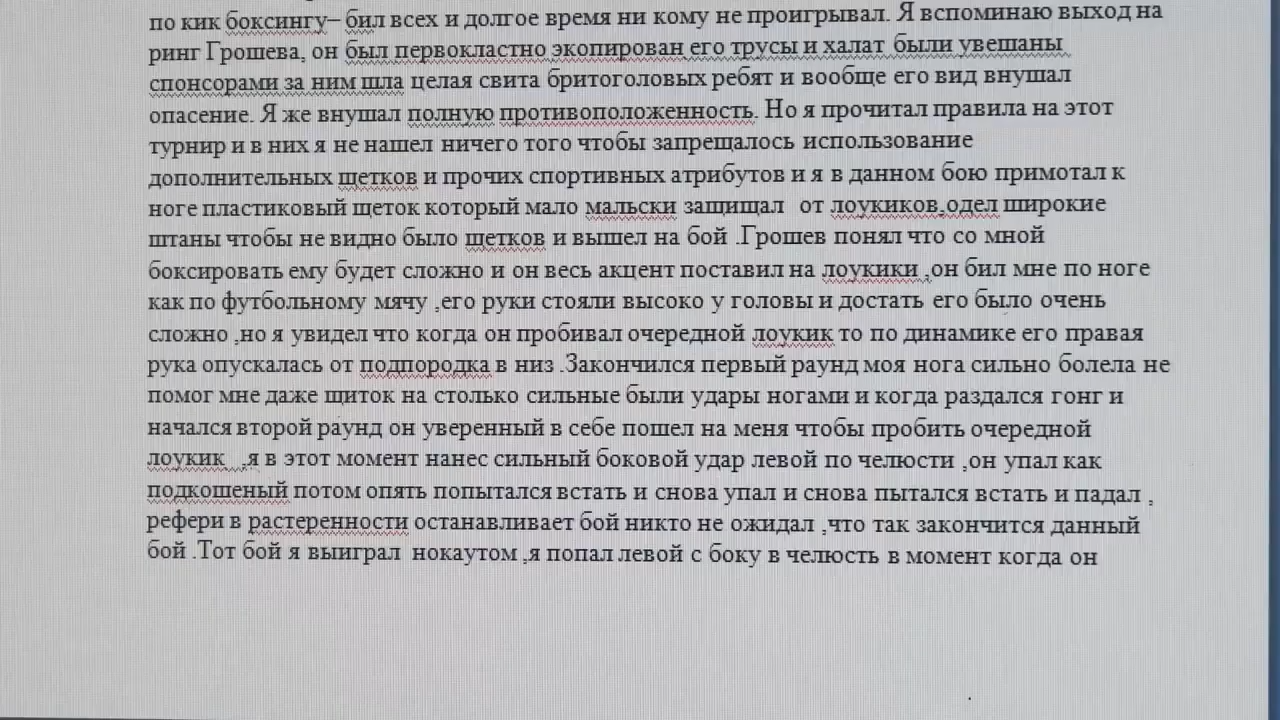 по кик боксингу– бил всех и долгое время ни кому не проигрывал. Я вспоминаю выход на
ринг Грошева, он был первокластно экопирован его трусы и халат были увешаны
спонсорами за ним шла целая свита бритоголовых ребят и вообще его вид внушал
опасение. Я же внушал полную противоположенность. Но я прочитал правила на этот
турнир и в них я не нашел ничего того чтобы запрещалось использование
дополнительных щетков и прочих спортивных атрибутов и я в данном бою примотал к
ноге пластиковый щеток который мало мальски защищал от лоукиков,одел широкие
штаны чтобы не видно было щетков и вышел на бой .Грошев понял что со мной
боксировать ему будет сложно и он весь акцент поставил на лоукики ,он бил мне по ноге
как по футбольному мячу ,его руки стояли высоко у головы и достать его было очень
сложно ,но я увидел что когда он пробивал очередной лоукик то по динамике его правая
рука опускалась от подпородка в низ .Закончился первый раунд моя нога сильно болела не
помог мне даже щиток на столько сильные были удары ногами и когда раздался гонг и
начался второй раунд он уверенный в себе пошел на меня чтобы пробить очередной
лоукик ,я в этот момент нанес сильный боковой удар левой по челюсти ,он упал как
подкошеный потом опять попытался встать и снова упал и снова пытался встать и падал ,
рефери в растеренности останавливает бой никто не ожидал ,что так закончится данный
бой .Тот бой я выиграл нокаутом ,я попал левой с боку в челюсть в момент когда он